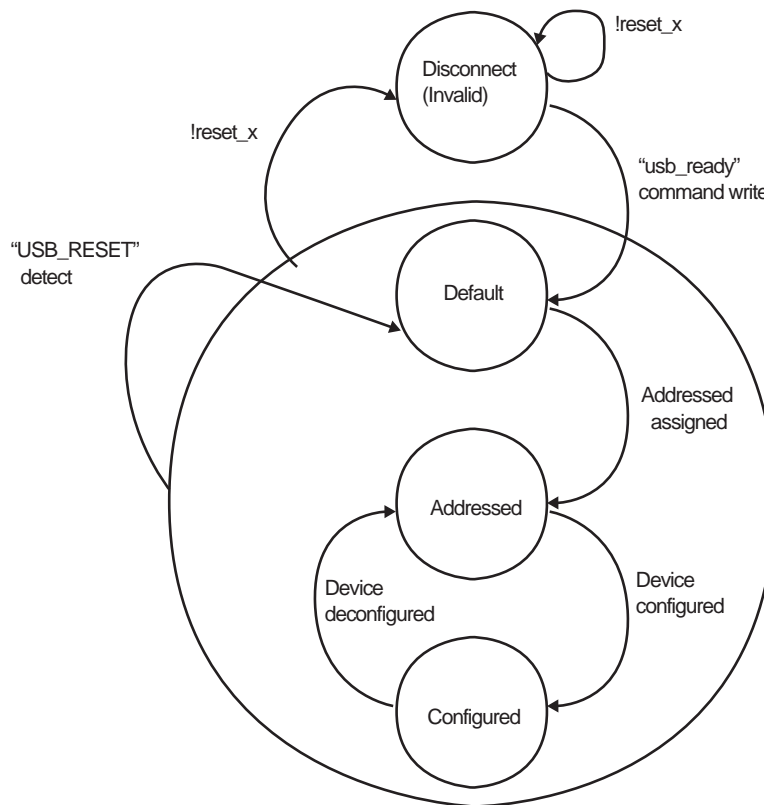 !reset_x
Disconnect
(Invalid)
!reset_x
“usb_ready”
command write
“USB_RESET”
detect
Default
Addressed
assigned
Addressed
Device
deconfigured
Device
configured
Configured